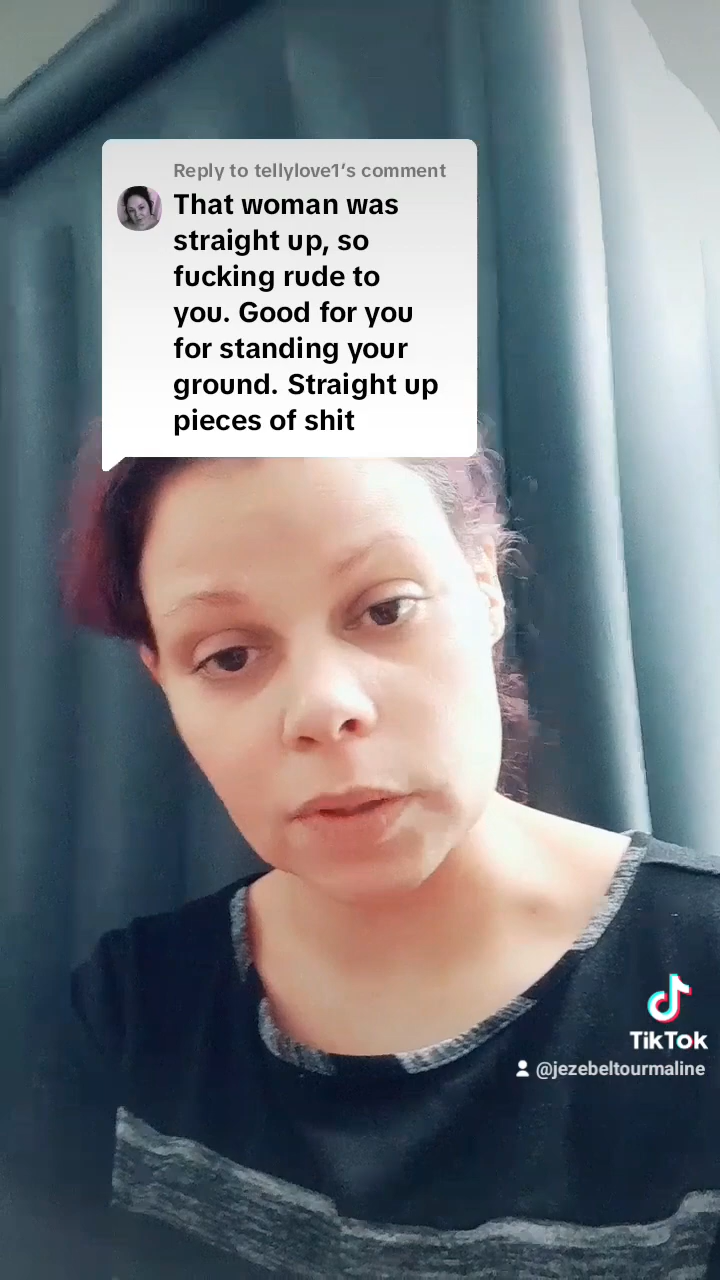 Reply to tellylove1's comment
That woman was
straight up, so
fucking rude to
you. Good for you
for standing your
ground. Straight up
pieces of shit
TikTok
@jezebeltourmaline